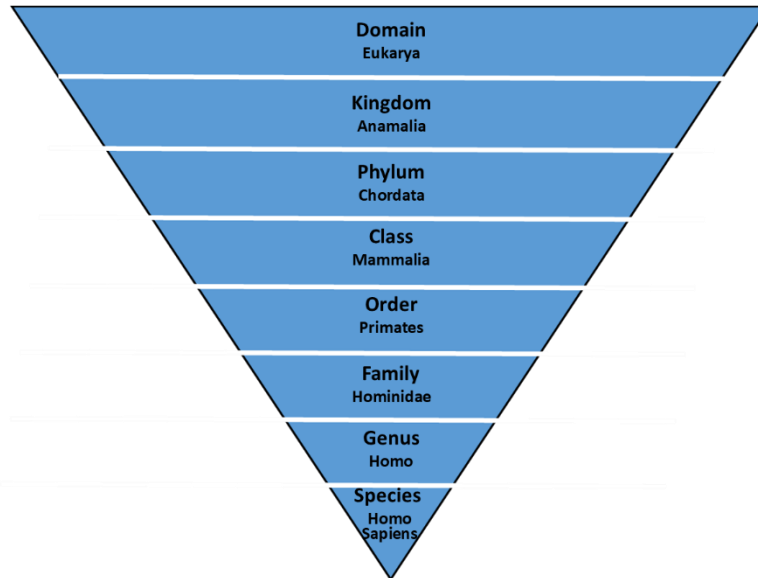 Domain
Eukarya
Kingdom
Anamalia
Phylum
Chordata
Class
Mammalia
Order
Primates
Family
Hominidae
Genus
Homo
Species
Homo
Sapiens